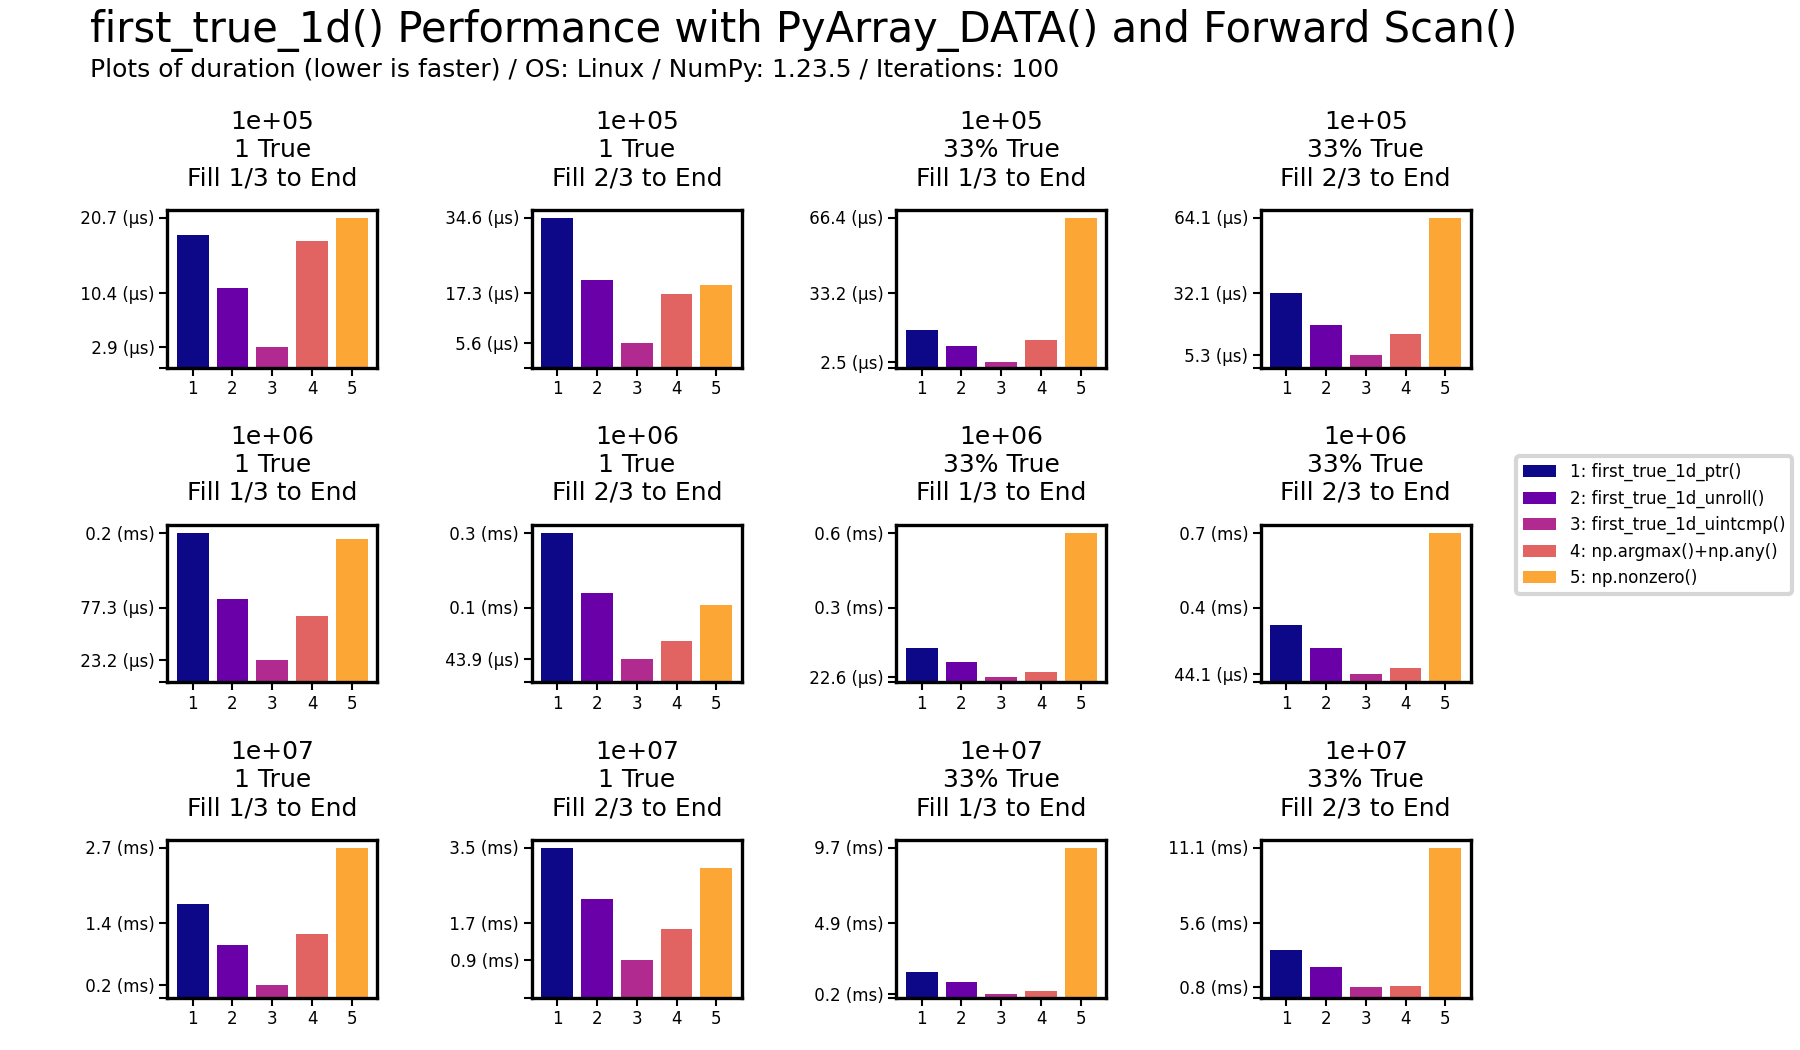 first_true_1d() Performance with PyArray_DATA() and Forward Scan()
Plots of duration (lower is faster) / OS: Linux / NumPy: 1.23.5 / Iterations: 100
1e+05
1 True
Fill 1/3 to End
20.7 (μs)
10.4 (μs)
2.9 (μs)
1 2 3 4 5
1e+05
1 True
Fill 2/3 to End
34.6 (μs)
17.3 (μs)
5.6 (μs)
1 2 3 4 5
1e+05
33% True
Fill 1/3 to End
66.4 (μs)
33.2 (μs)
2.5 (μs)
1 2 3 4 5
1e+05
33% True
Fill 2/3 to End
64.1 (μs)
32.1 (μs)
5.3 (μs)
1 2 3 4 5
1e+06
1 True
Fill 1/3 to End
0.2 (ms)
77.3 (μs)
23.2 (μs)
1 2 3 4 5
1e+06
1 True
Fill 2/3 to End
0.3 (ms)
0.1 (ms)
43.9 (μs)
1 2 3 4 5
1e+06
33% True
Fill 1/3 to End
0.6 (ms)
0.3 (ms)
22.6 (μs)
1 2 3 4 5
1e+06
33% True
Fill 2/3 to End
0.7 (ms)
0.4 (ms)
44.1 (μs)
1 2 3 4 5
1: first_true_1d_ptr()
2: first_true_1d_unroll()
3: first_true_1d_uintcmp()
4: np.argmax()+np.any()
5: np.nonzero()
1e+07
1 True
Fill 1/3 to End
2.7 (ms)
1.4 (ms)
0.2 (ms)
1 2 3 4 5
1e+07
1 True
Fill 2/3 to End
3.5 (ms)
1.7 (ms)
0.9 (ms)
1 2 3 4 5
1e+07
33% True
Fill 1/3 to End
9.7 (ms)
4.9 (ms)
0.2 (ms)
1 2 3 4 5
1e+07
33% True
Fill 2/3 to End
11.1 (ms)
5.6 (ms)
0.8 (ms)
1 2 3 4 5